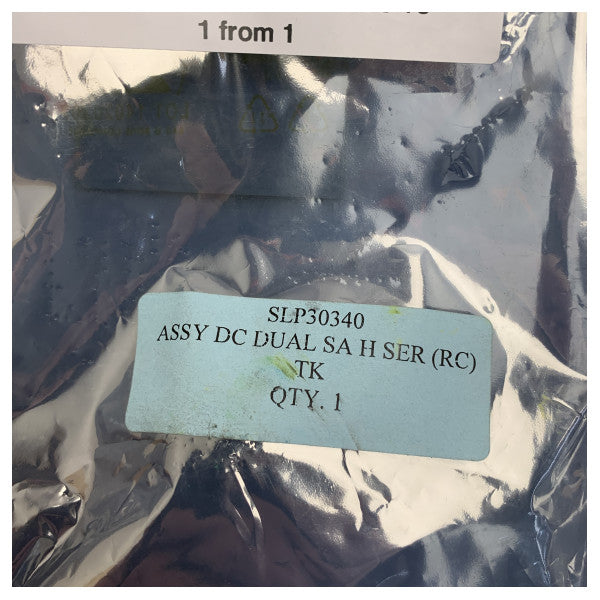 1 from 1
SLP30340
ASSY DC DUAL SA H SER (RC)
TK
QTY. 1